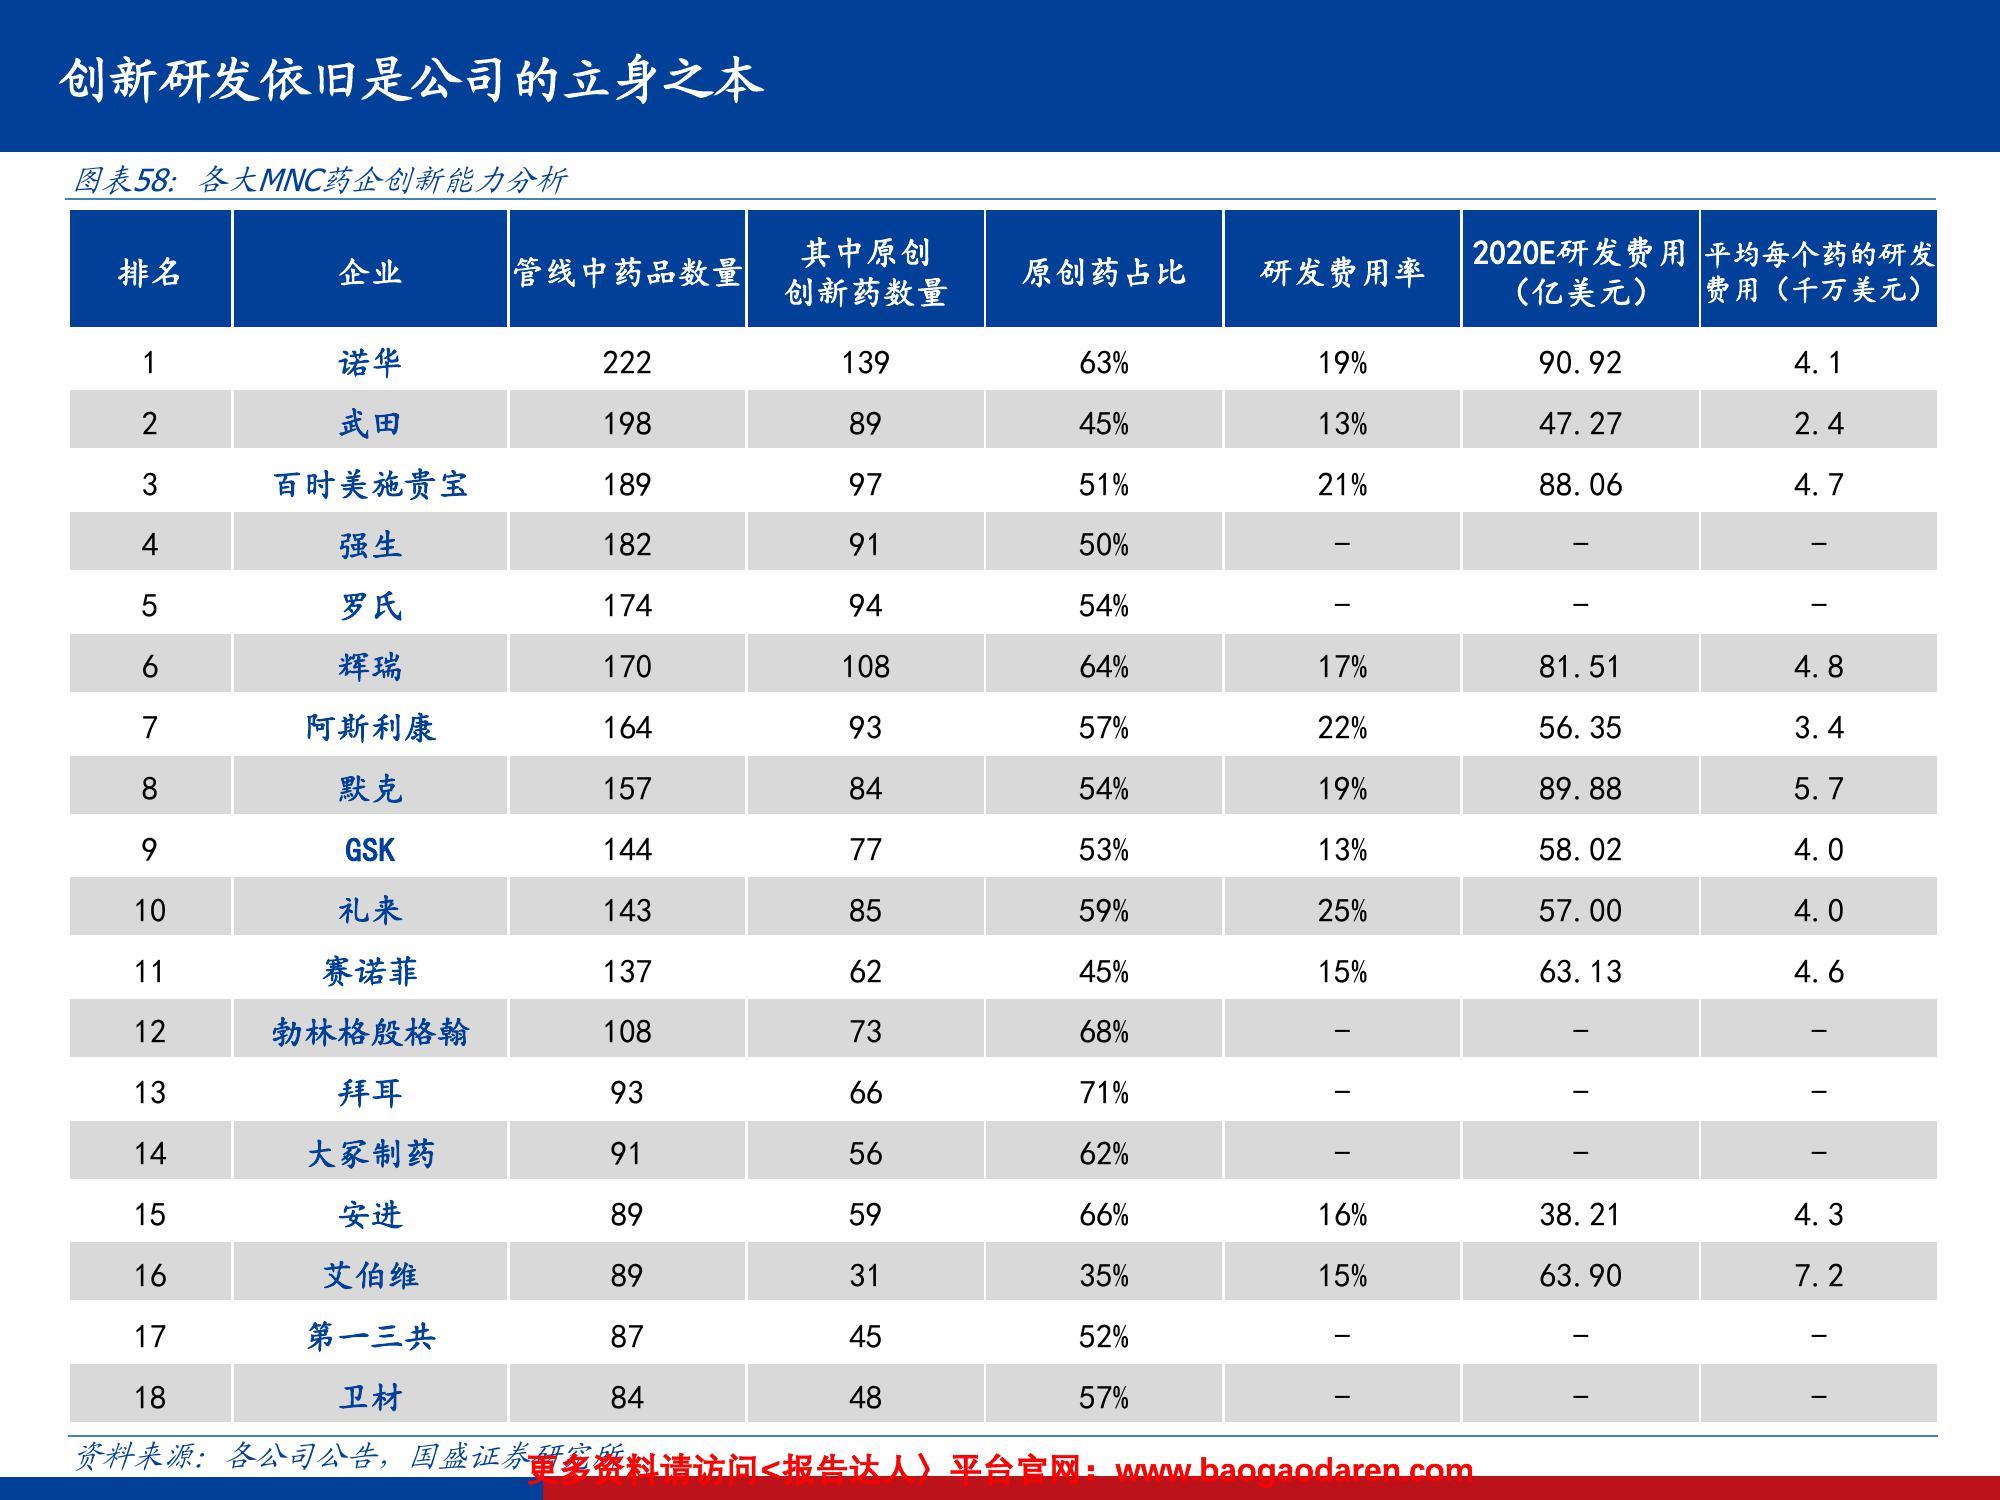 创新研发依旧是公司的立身之本
图表58：各大MNC药企创新能力分析
排名 企业 管线中药品数量 其中原创创新药数量 原创药占比 研发费用率 2020E研发费用（亿美元） 平均每个药的研发费用（千万美元）
1 诺华 222 139 63% 19% 90.92 4.1
2 武田 198 89 45% 13% 47.27 2.4
3 百时美施贵宝 189 97 51% 21% 88.06 4.7
4 强生 182 91 50% - - -
5 罗氏 174 94 54% - - -
6 辉瑞 170 108 64% 17% 81.51 4.8
7 阿斯利康 164 93 57% 22% 56.35 3.4
8 默克 157 84 54% 19% 89.88 5.7
9 GSK 144 77 53% 13% 58.02 4.0
10 礼来 143 85 59% 25% 57.00 4.0
11 赛诺菲 137 62 45% 15% 63.13 4.6
12 勃林格殷格翰 108 73 68% - - -
13 拜耳 93 66 71% - - -
14 大冢制药 91 56 62% - - -
15 安进 89 59 66% 16% 38.21 4.3
16 艾伯维 89 31 35% 15% 63.90 7.2
17 第一三共 87 45 52% - - -
18 卫材 84 48 57% - - -
资料来源：各公司公告，国盛证券研究所
更多资料请访问<报告达人〉平台官网：www.baogaodaren.com